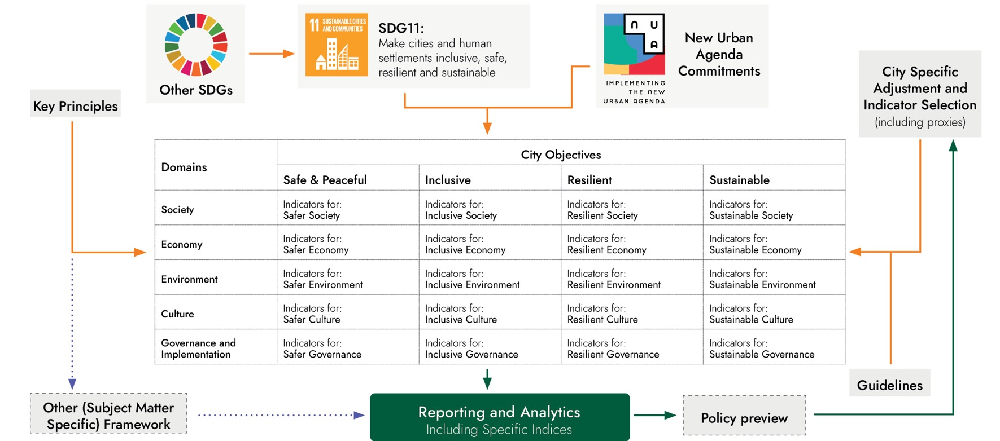 11 SUSTAINABLE CITIES
AND COMMUNITIES
SDG11:
Make cities and human
settlements inclusive, safe,
resilient and sustainable
Other SDGs
N U
A
IMPLEMENTING
THE NEW
URBAN AGENDA
New Urban
Agenda
Commitments
City Specific
Adjustment and
Indicator Selection
(including proxies)
Key Principles
Domains
City Objectives
Safe & Peaceful
Inclusive
Resilient
Sustainable
Society
Indicators for:
Safer Society
Indicators for:
Inclusive Society
Indicators for:
Resilient Society
Indicators for:
Sustainable Society
Economy
Indicators for:
Safer Economy
Indicators for:
Inclusive Economy
Indicators for:
Resilient Economy
Indicators for:
Sustainable Economy
Environment
Indicators for:
Safer Environment
Indicators for:
Inclusive Environment
Indicators for:
Resilient Environment
Indicators for:
Sustainable Environment
Culture
Indicators for:
Safer Culture
Indicators for:
Inclusive Culture
Indicators for:
Resilient Culture
Indicators for:
Sustainable Culture
Governance and
Implementation
Indicators for:
Safer Governance
Indicators for:
Inclusive Governance
Indicators for:
Resilient Governance
Indicators for:
Sustainable Governance
Guidelines
Other (Subject Matter
Specific) Framework
Reporting and Analytics
Including Specific Indices
Policy preview